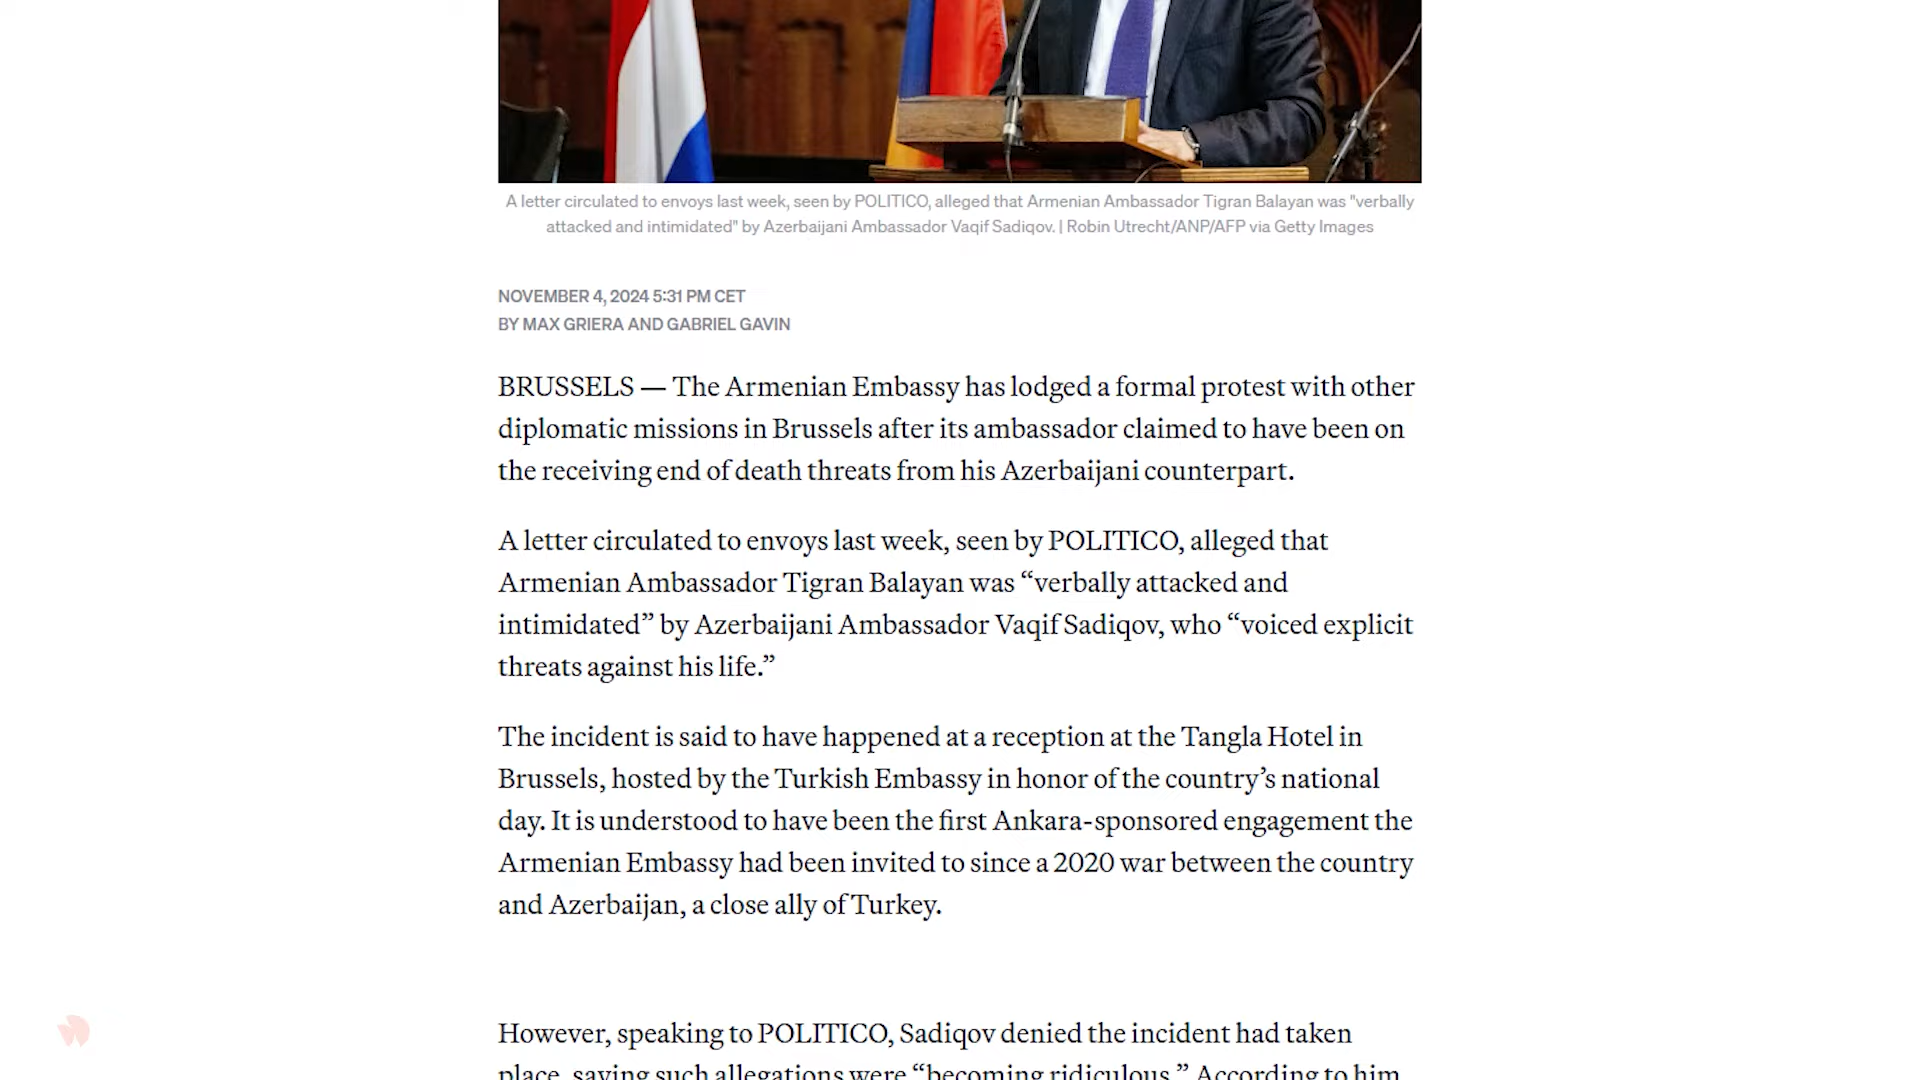 A letter circulated to envoys last week, seen by POLITICO, alleged that Armenian Ambassador Tigran Balayan was "verbally
attacked and intimidated" by Azerbaijani Ambassador Vaqif Sadiqov. | Robin Utrecht/ANP/AFP via Getty Images
NOVEMBER 4, 2024 5:31 PM CET
BY MAX GRIERA AND GABRIEL GAVIN
BRUSSELS — The Armenian Embassy has lodged a formal protest with other
diplomatic missions in Brussels after its ambassador claimed to have been on
the receiving end of death threats from his Azerbaijani counterpart.
A letter circulated to envoys last week, seen by POLITICO, alleged that
Armenian Ambassador Tigran Balayan was “verbally attacked and
intimidated” by Azerbaijani Ambassador Vaqif Sadiqov, who “voiced explicit
threats against his life.”
The incident is said to have happened at a reception at the Tangla Hotel in
Brussels, hosted by the Turkish Embassy in honor of the country’s national
day. It is understood to have been the first Ankara-sponsored engagement the
Armenian Embassy had been invited to since a 2020 war between the country
and Azerbaijan, a close ally of Turkey.
However, speaking to POLITICO, Sadiqov denied the incident had taken
place, saying such allegations were “becoming ridiculous.” According to him,